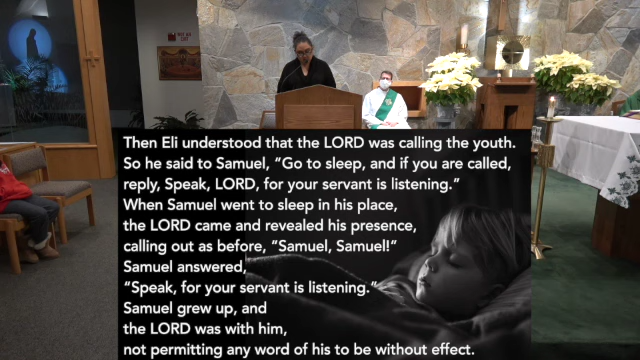 Then Eli understood that the LORD was calling the youth.
So he said to Samuel, “Go to sleep, and if you are called,
reply, Speak, LORD, for your servant is listening.”
When Samuel went to sleep in his place,
the LORD came and revealed his presence,
calling out as before, “Samuel, Samuel!”
Samuel answered,
“Speak, for your servant is listening.”
Samuel grew up, and
the LORD was with him,
not permitting any word of his to be without effect.